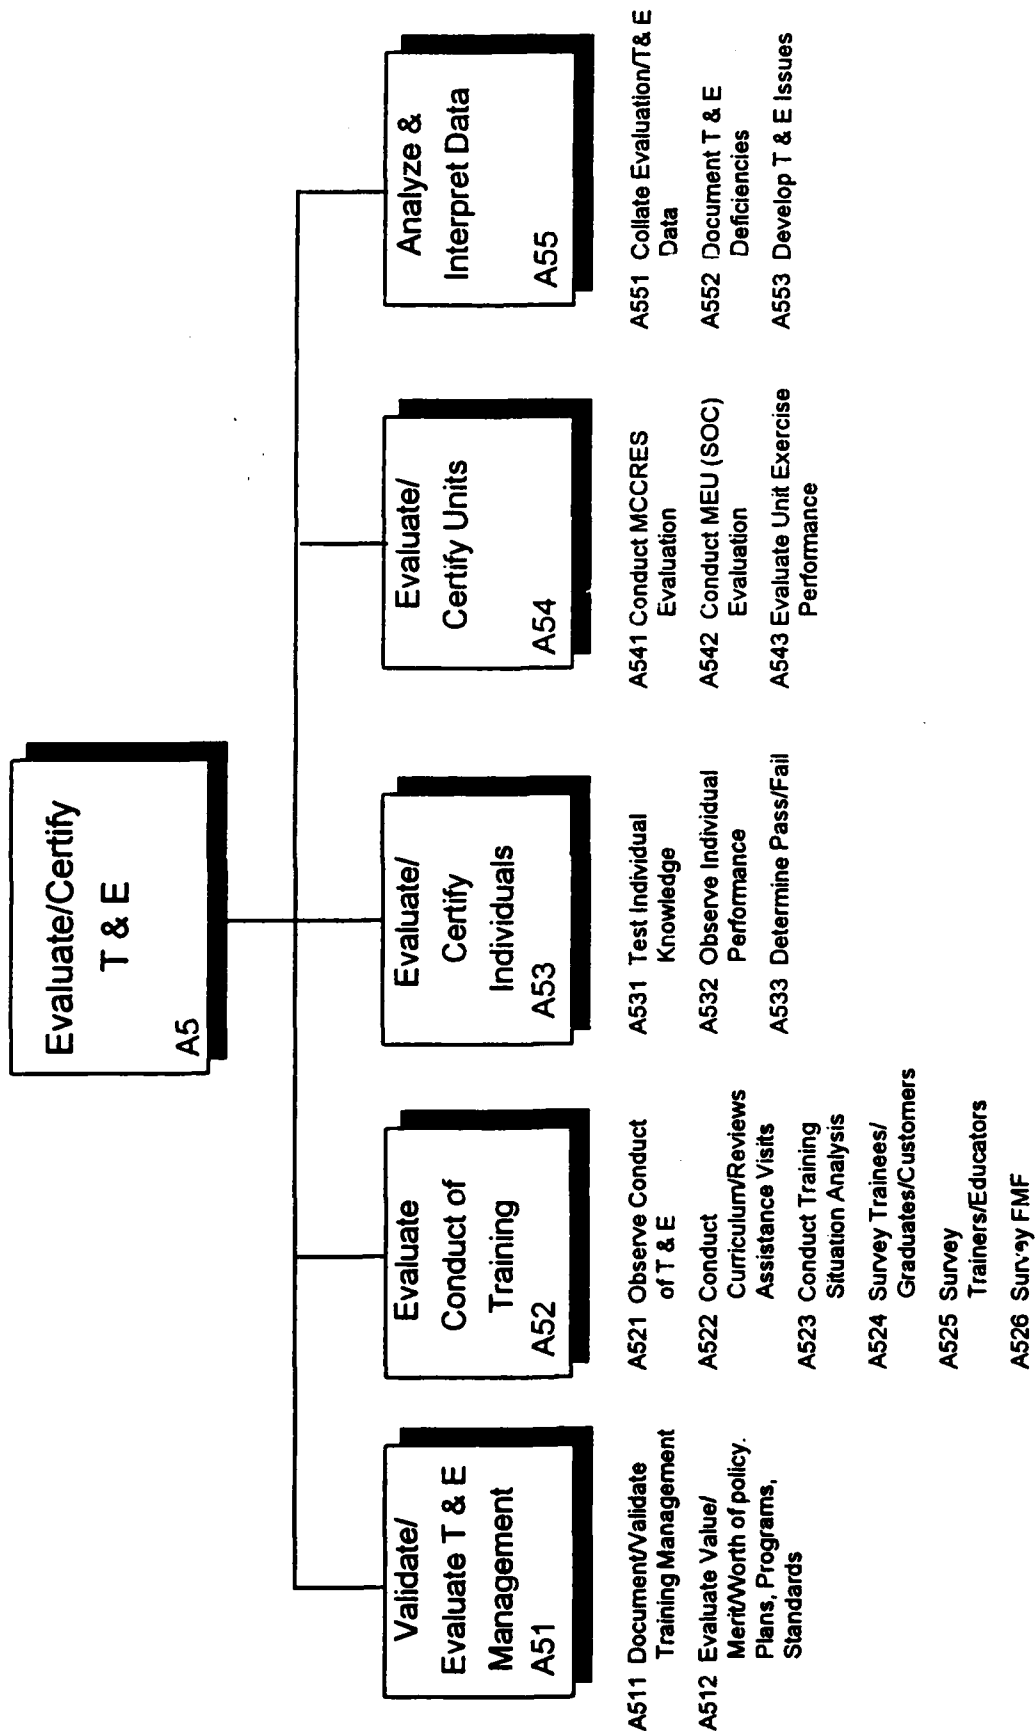 Evaluate/Certify
T & E
A5
Validate/
Evaluate T & E
Management
A51
A511 Document/Validate
Training Management
A512 Evaluate Value/
Merit/Worth of policy.
Plans, Programs,
Standards
Evaluate
Conduct of
Training
A52
A521 Observe Conduct
of T & E
A522 Conduct
Curriculum/Reviews
Assistance Visits
A523 Conduct Training
Situation Analysis
A524 Survey Trainees/
Graduates/Customers
A525 Survey
Trainers/Educators
A526 Survey FMF
Evaluate/
Certify
Individuals
A53
A531 Test Individual
Knowledge
A532 Observe Individual
Performance
A533 Determine Pass/Fail
Evaluate/
Certify Units
A54
A541 Conduct MCCRES
Evaluation
A542 Conduct MEU (SOC)
Evaluation
A543 Evaluate Unit Exercise
Performance
Analyze &
Interpret Data
A55
A551 Collate Evaluation/T& E
Data
A552 Document T & E
Deficiencies
A553 Develop T & E Issues